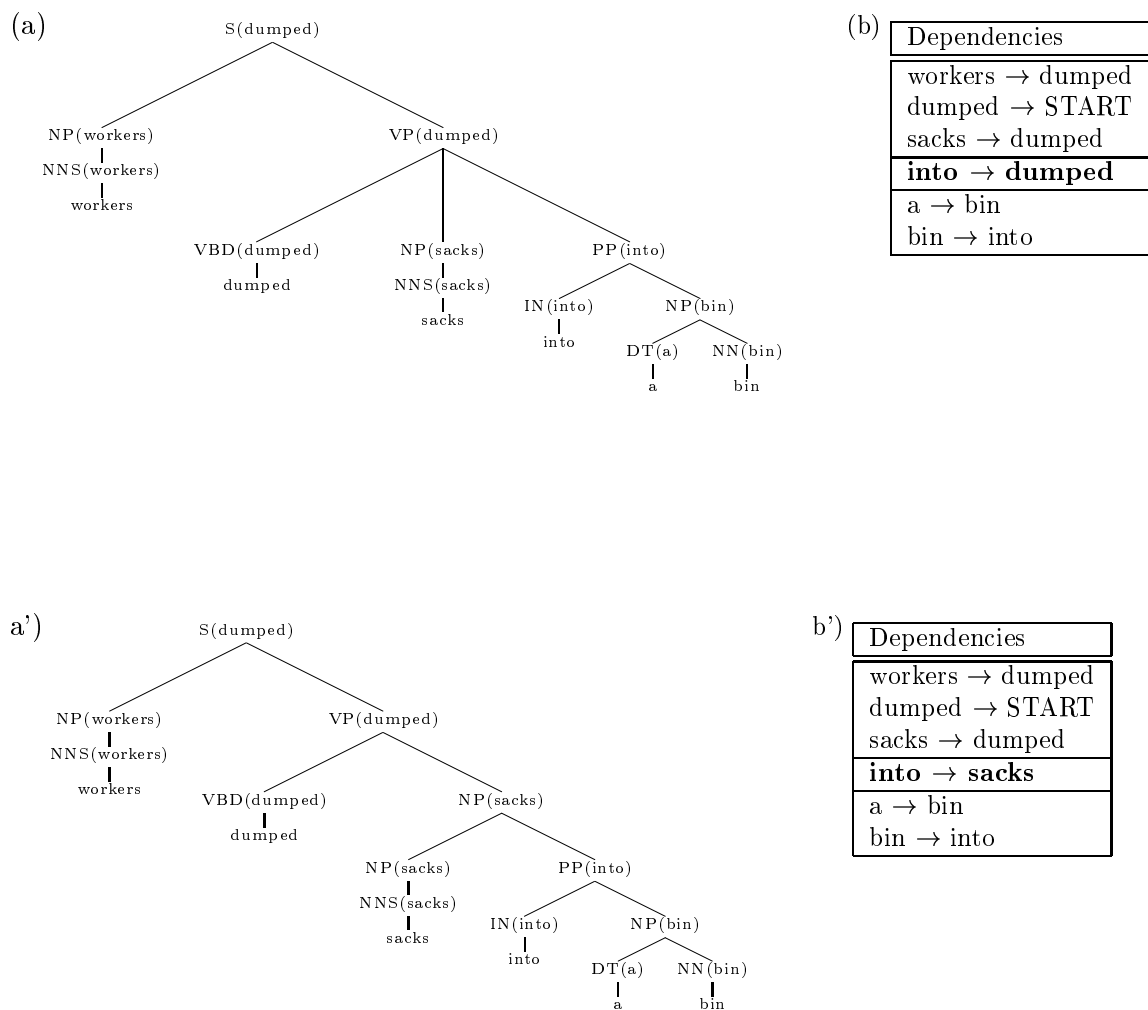 (a)
S(dumped)
NP(workers) VP(dumped)
NNS(workers)
workers
VBD(dumped) NP(sacks) PP(into)
dumped NNS(sacks) IN(into) NP(bin)
sacks into DT(a) NN(bin)
a bin
(b)
Dependencies
workers → dumped
dumped → START
sacks → dumped
into → dumped
a → bin
bin → into
a')
S(dumped)
NP(workers) VP(dumped)
NNS(workers)
workers
VBD(dumped) NP(sacks)
dumped
NP(sacks) PP(into)
NNS(sacks) IN(into) NP(bin)
sacks into DT(a) NN(bin)
a bin
b')
Dependencies
workers → dumped
dumped → START
sacks → dumped
into → sacks
a → bin
bin → into